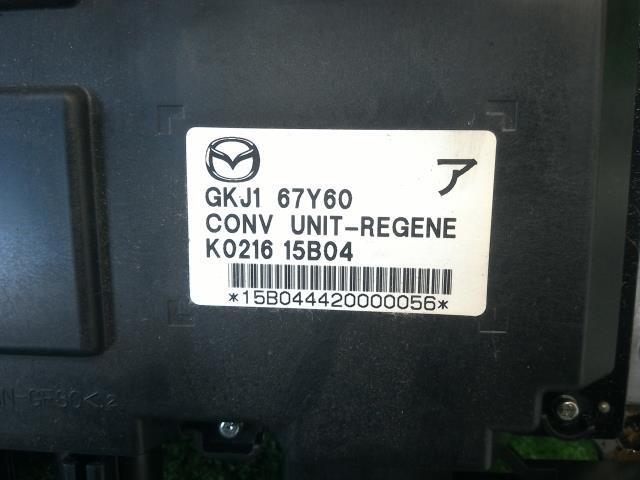 ア
GKJ1 67Y60
CONV UNIT-REGENE
K0216 15B04
*15B044420000056*